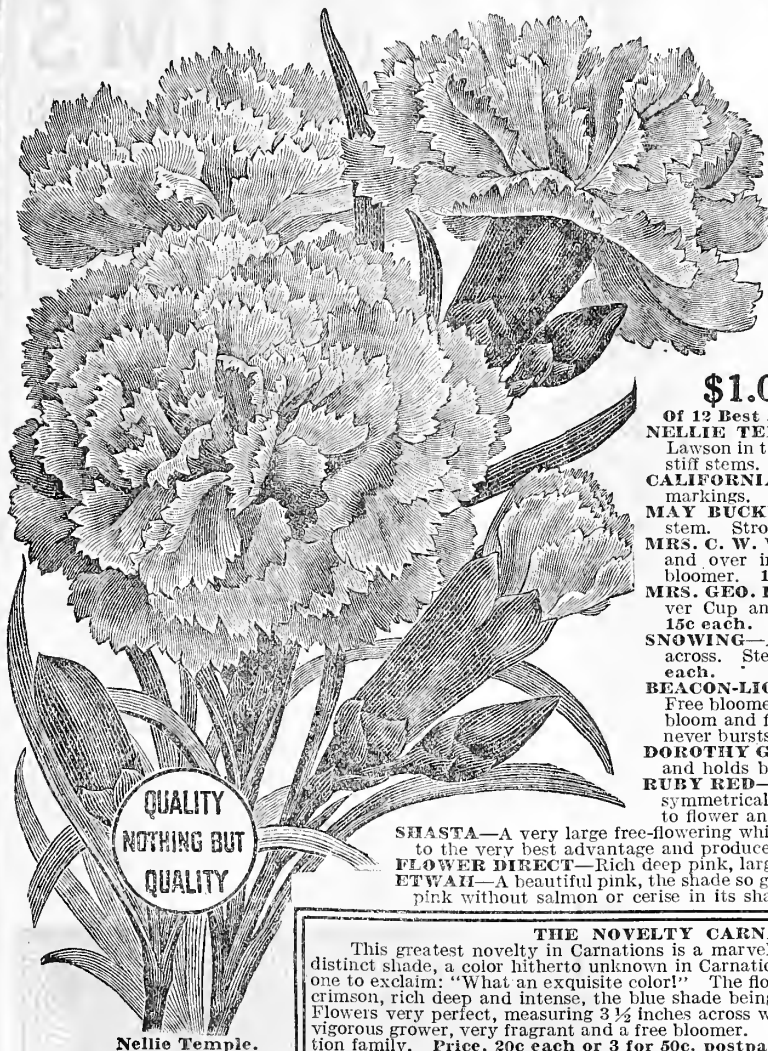 $1.0
Of 12 Best
NELLIE TE
Lawson in t
stiff stems.
CALIFORNIA
markings.
MAY BUCK
stem. Stro
MRS. C. W.
and over i
bloomer. 1
MRS. GEO.
ver Cup an
15c each.
SNOWING—
across. Ste
each.
BEACON-LIG
Free bloome
bloom and f
never bursts
DOROTHY G
and holds b
RUBY RED—
symmetrical
to flower an
SHASTA—A very large free-flowering whi
to the very best advantage and produce
FLOWER DIRECT—Rich deep pink, larg
ETWAH—A beautiful pink, the shade so g
pink without salmon or cerise in its sha
QUALITY
NOTHING BUT
QUALITY
Nellie Temple.
THE NOVELTY CARN
This greatest novelty in Carnations is a marve
distinct shade, a color hitherto unknown in Carnatio
one to exclaim: “What an exquisite color!” The flo
crimson, rich deep and intense, the blue shade being
Flowers very perfect, measuring 3½ inches across w
vigorous grower, very fragrant and a free bloomer.
tion family. Price, 20c each or 3 for 50c, postpa